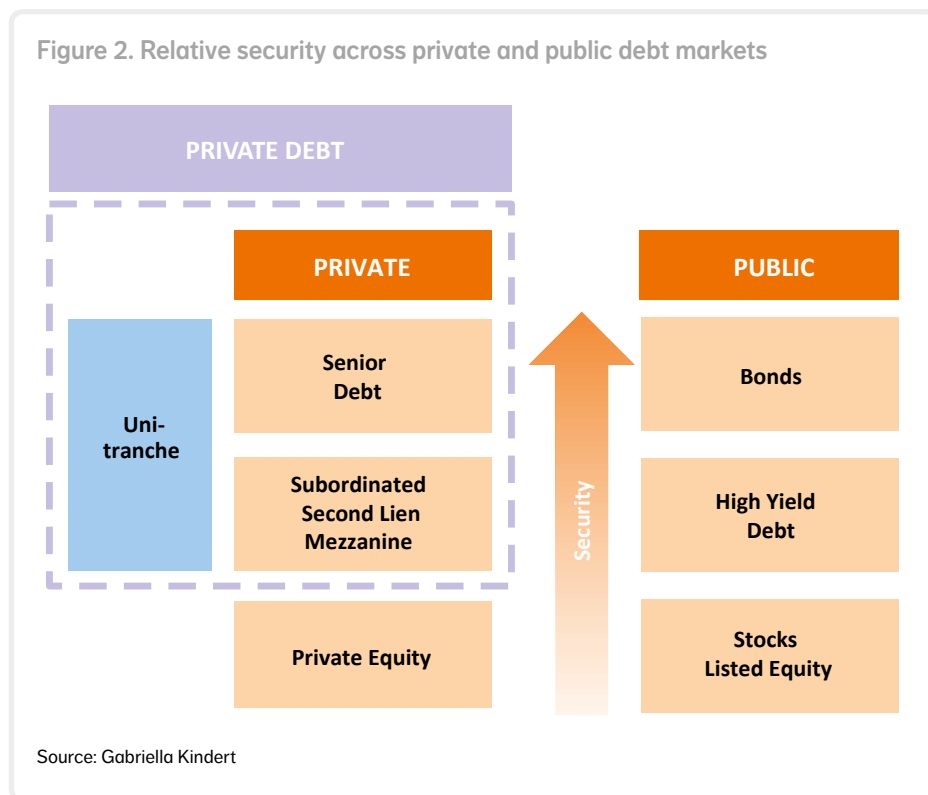 Figure 2. Relative security across private and public debt markets
PRIVATE DEBT
PRIVATE
PUBLIC
Uni-
tranche
Senior
Debt
Subordinated
Second Lien
Mezzanine
Private Equity
Security
Bonds
High Yield
Debt
Stocks
Listed Equity
Source: Gabriella Kindert